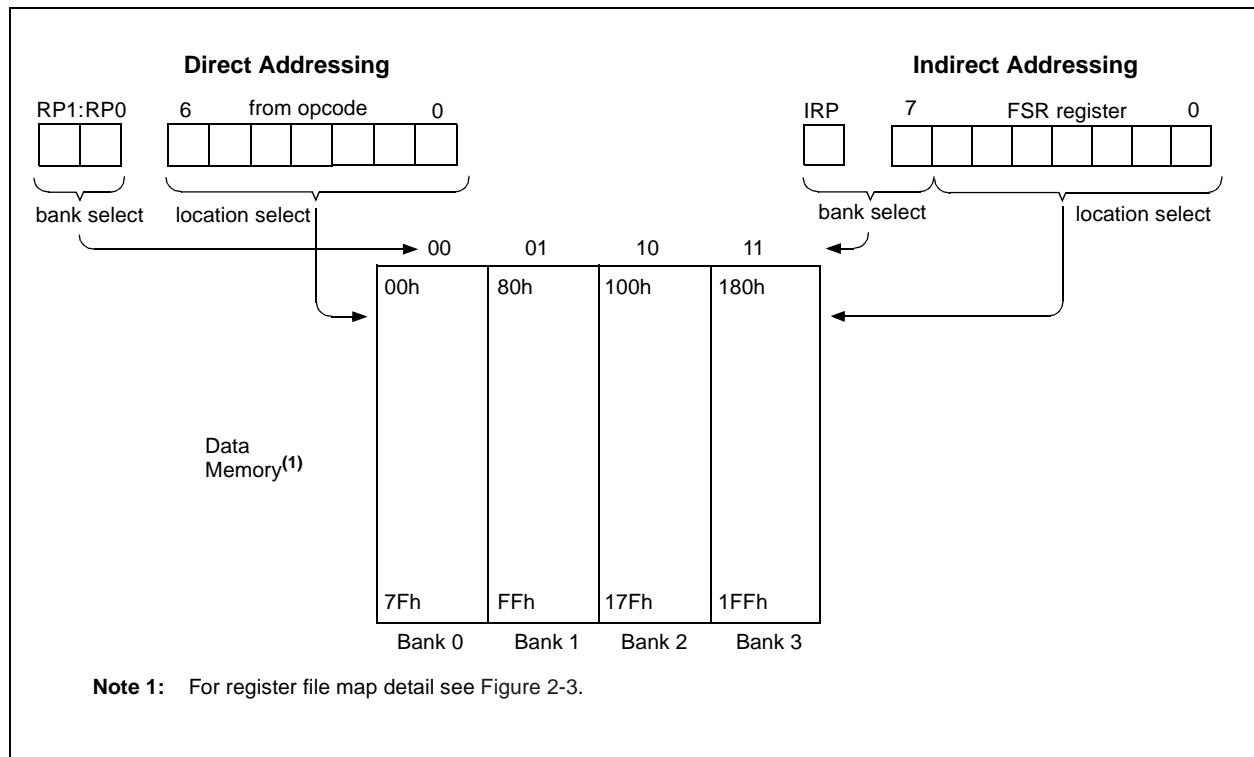 Direct Addressing
Indirect Addressing
RP1:RP0
6 from opcode 0
IRP
7 FSR register 0
bank select
location select
bank select
location select
00 01 10 11
00h 80h 100h 180h
Data
Memory(1)
7Fh FFh 17Fh 1FFh
Bank 0 Bank 1 Bank 2 Bank 3
Note 1: For register file map detail see Figure 2-3.